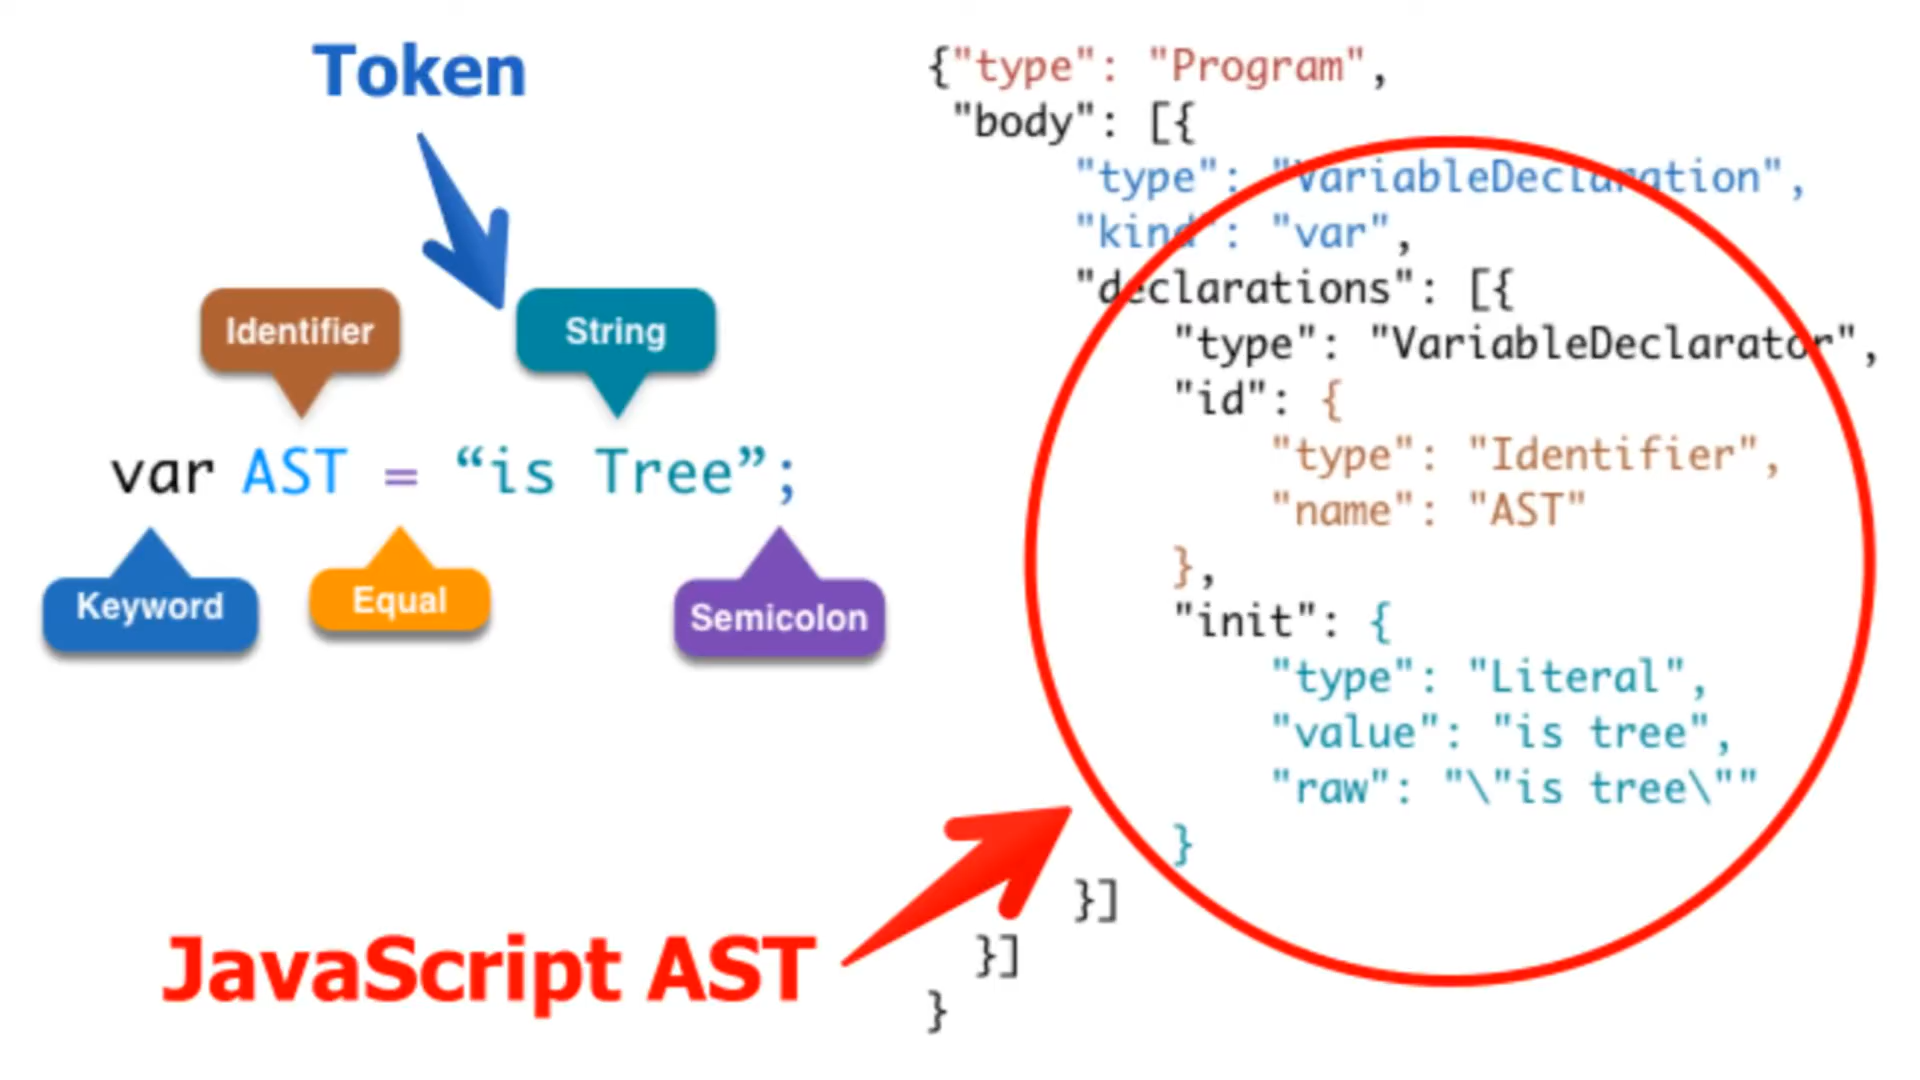 Token
Identifier
String
var AST = “is Tree”;
Keyword
Equal
Semicolon
JavaScript AST
{"type": "Program",
"body": [{
"type": "VariableDeclaration",
"kind": "var",
"declarations": [{
"type": "VariableDeclarator",
"id": {
"type": "Identifier",
"name": "AST"
},
"init": {
"type": "Literal",
"value": "is tree",
"raw": "\"is tree\""
}
}]
}]
}